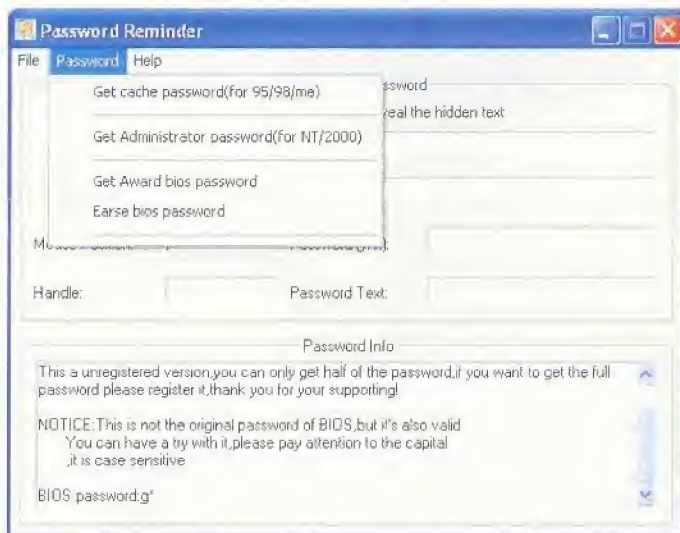 Password Reminder
File Password Help
Get cache password(for 95/98/me)
Get Administrator password(for NT/2000)
Get Award bios password
Earse bios password
ssword
eal the hidden text
Handle:
Password Text:
Password Info
This a unregistered version,you can only get half of the password,if you want to get the full
password please register it,thank you for your supporting!
NOTICE:This is not the original password of BIOS,but it's also valid
You can have a try with it,please pay attention to the capital
,it is case sensitive
BIOS password:g*